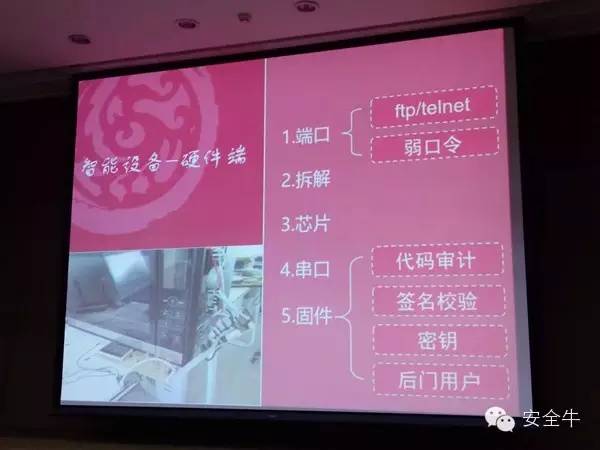 智能设备-硬件端
1.端口
ftp/telnet
弱口令
2.拆解
3.芯片
4.串口
5.固件
代码审计
签名校验
密钥
后门用户
安全牛